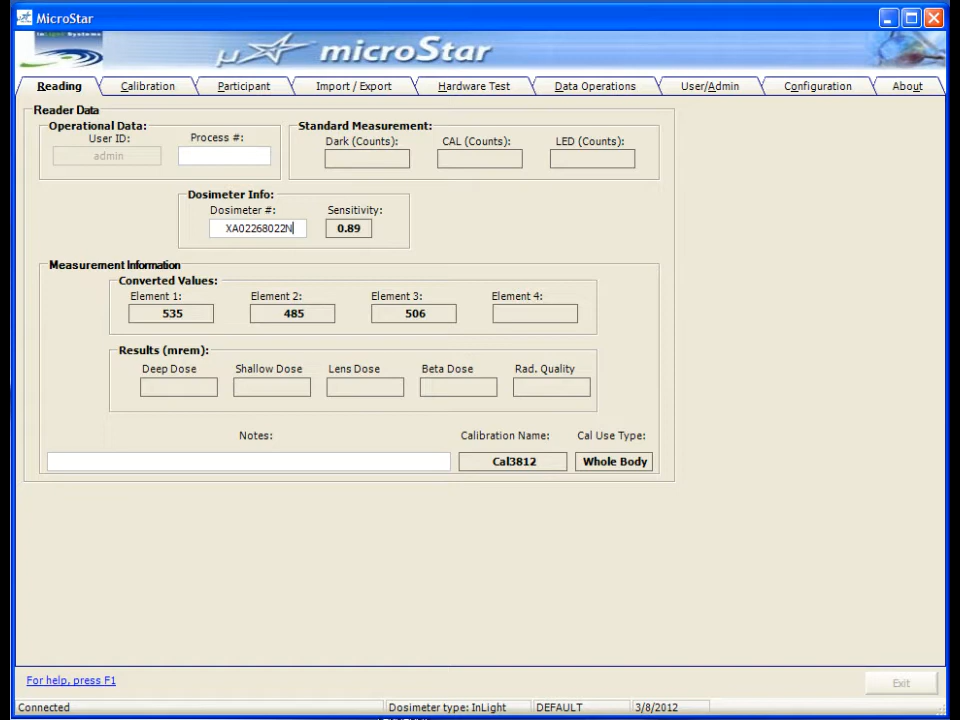 MicroStar
microStar
Reading Calibration Participant Import / Export Hardware Test Data Operations User/Admin Configuration About
Reader Data
Operational Data: Standard Measurement:
User ID: Process #: Dark (Counts): CAL (Counts): LED (Counts):
admin
Dosimeter Info:
Dosimeter #: Sensitivity:
XA02268022N 0.89
Measurement Information
Converted Values:
Element 1: Element 2: Element 3: Element 4:
535 485 506
Results (mrem):
Deep Dose Shallow Dose Lens Dose Beta Dose Rad. Quality
Notes: Calibration Name: Cal Use Type:
Cal3812 Whole Body
For help, press F1 Exit
Connected Dosimeter type: InLight DEFAULT 3/8/2012